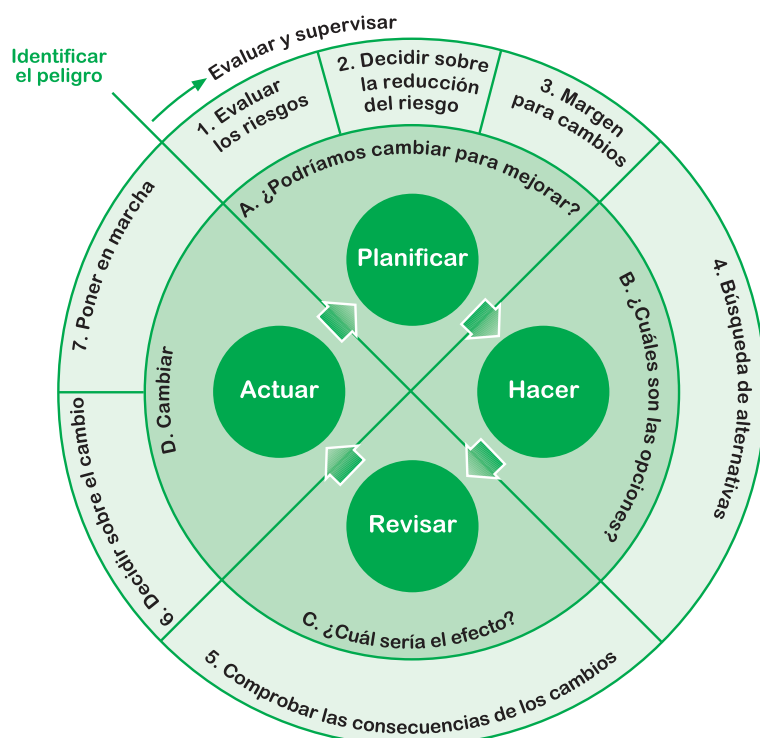 Identificar
el peligro
Evaluar y supervisar
1. Evaluar
los riesgos
2. Decidir sobre
la reducción
del riesgo
3. Margen
para cambios
4. Búsqueda de alternativas
5. Comprobar las consecuencias de los cambios
6. Decidir sobre el cambio
7. Poner en marcha
A. ¿Podríamos cambiar para mejorar?
B. ¿Cuáles son las opciones?
C. ¿Cuál sería el efecto?
D. Cambiar
Planificar
Hacer
Revisar
Actuar